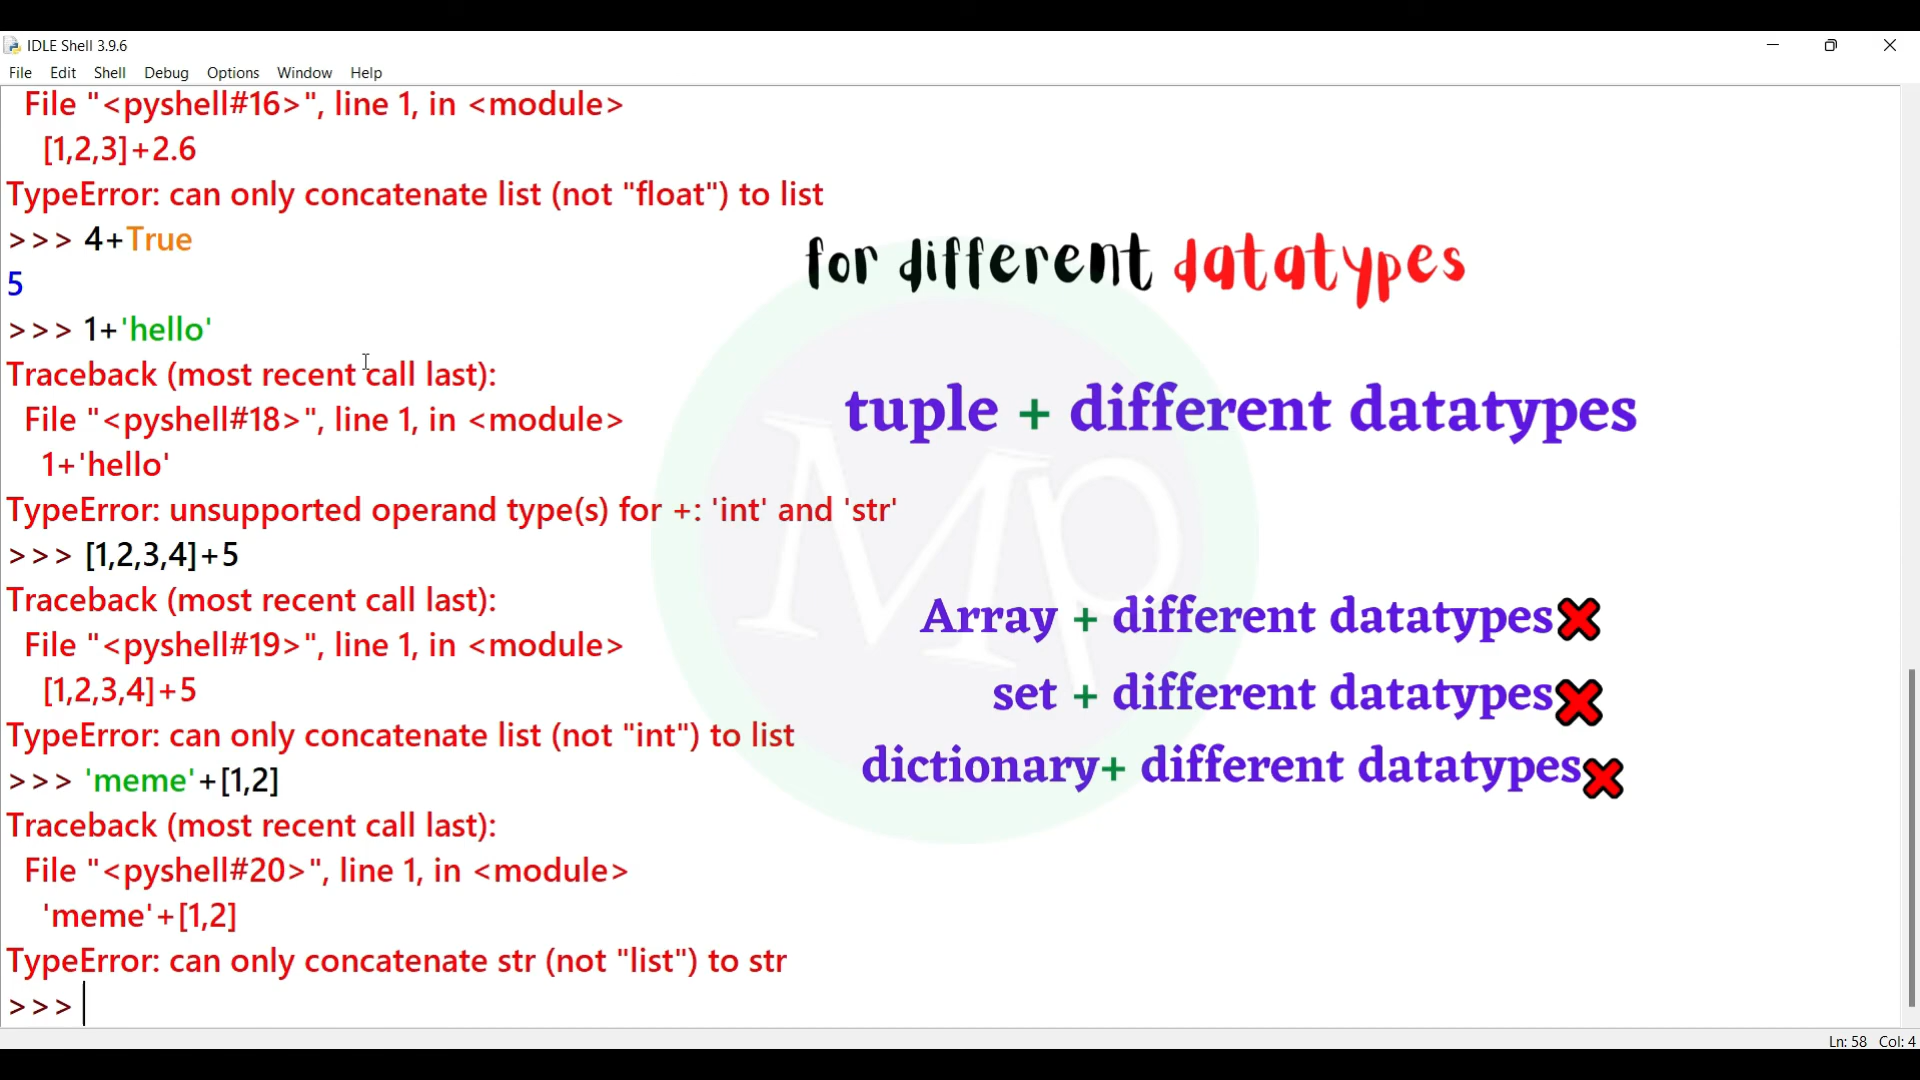 IDLE Shell 3.9.6
File Edit Shell Debug Options Window Help
File "<pyshell#16>", line 1, in <module>
[1,2,3]+2.6
TypeError: can only concatenate list (not "float") to list
>>> 4+True
5
>>> 1+'hello'
Traceback (most recent call last):
File "<pyshell#18>", line 1, in <module>
1+'hello'
TypeError: unsupported operand type(s) for +: 'int' and 'str'
>>> [1,2,3,4]+5
Traceback (most recent call last):
File "<pyshell#19>", line 1, in <module>
[1,2,3,4]+5
TypeError: can only concatenate list (not "int") to list
>>> 'meme'+[1,2]
Traceback (most recent call last):
File "<pyshell#20>", line 1, in <module>
'meme'+[1,2]
TypeError: can only concatenate str (not "list") to str
>>>
for different datatypes
tuple + different datatypes
Mp
Array + different datatypes
set + different datatypes
dictionary+ different datatypes
Ln: 58 Col: 4